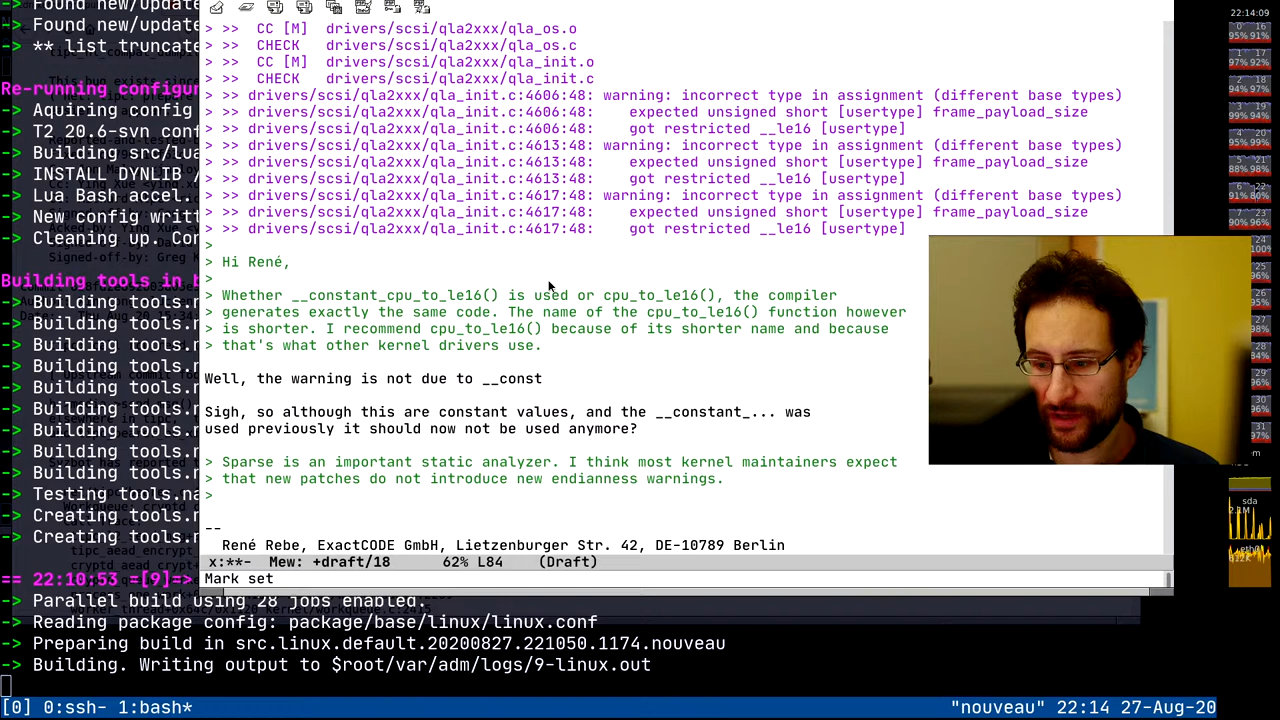 -> Found new/update
-> Found new/update
-> ** list truncate
Re-running configur
-> Aquiring config
-> T2 20.6-svn conf
-> Building src/lua
-> INSTALL DYNLIB /
-> Lua Bash accel.
-> New config writt
-> Cleaning up. Con
Building tools in b
-> Building tools.n
-> Building tools.n
-> Building tools.n
-> Building tools.n
-> Building tools.n
-> Building tools.n
-> Building tools.n
-> Building tools.n
-> Building tools.n
-> Testing tools.na
-> Creating tools.n
-> Creating tools.n
== 22:10:53 =[9]=>
-> Parallel build using 28 jobs enabled.
-> Reading package config: package/base/linux/linux.conf
-> Preparing build in src.linux.default.20200827.221050.1174.nouveau
-> Building. Writing output to $root/var/adm/logs/9-linux.out
> >>  CC [M]  drivers/scsi/qla2xxx/qla_os.o
> >>  CHECK   drivers/scsi/qla2xxx/qla_os.c
> >>  CC [M]  drivers/scsi/qla2xxx/qla_init.o
> >>  CHECK   drivers/scsi/qla2xxx/qla_init.c
> >> drivers/scsi/qla2xxx/qla_init.c:4606:48: warning: incorrect type in assignment (different base types)
> >> drivers/scsi/qla2xxx/qla_init.c:4606:48:    expected unsigned short [usertype] frame_payload_size
> >> drivers/scsi/qla2xxx/qla_init.c:4606:48:    got restricted __le16 [usertype]
> >> drivers/scsi/qla2xxx/qla_init.c:4613:48: warning: incorrect type in assignment (different base types)
> >> drivers/scsi/qla2xxx/qla_init.c:4613:48:    expected unsigned short [usertype] frame_payload_size
> >> drivers/scsi/qla2xxx/qla_init.c:4613:48:    got restricted __le16 [usertype]
> >> drivers/scsi/qla2xxx/qla_init.c:4617:48: warning: incorrect type in assignment (different base types)
> >> drivers/scsi/qla2xxx/qla_init.c:4617:48:    expected unsigned short [usertype] frame_payload_size
> >> drivers/scsi/qla2xxx/qla_init.c:4617:48:    got restricted __le16 [usertype]
>
> Hi René,
>
> Whether __constant_cpu_to_le16() is used or cpu_to_le16(), the compiler
> generates exactly the same code. The name of the cpu_to_le16() function however
> is shorter. I recommend cpu_to_le16() because of its shorter name and because
> that's what other kernel drivers use.
Well, the warning is not due to __const
Sigh, so although this are constant values, and the __constant_... was
used previously it should now not be used anymore?
> Sparse is an important static analyzer. I think most kernel maintainers expect
> that new patches do not introduce new endianness warnings.
>
--
René Rebe, ExactCODE GmbH, Lietzenburger Str. 42, DE-10789 Berlin
x:**-  Mew: +draft/18      62% L84    (Draft)
Mark set
22:14:09
sda
eth0
[0] 0:ssh- 1:bash*
"nouveau" 22:14 27-Aug-20